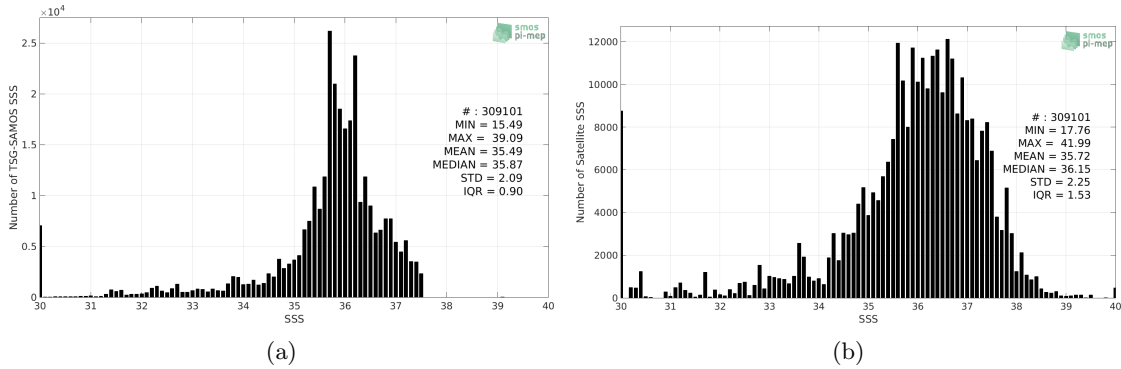 ×10⁴
2.5
2
1.5
1
0.5
0
Number of TSG-SAMOS SSS
30 31 32 33 34 35 36 37 38 39 40
SSS
smos
pi-mep
# : 309101
MIN = 15.49
MAX = 39.09
MEAN = 35.49
MEDIAN = 35.87
STD = 2.09
IQR = 0.90
(a)
12000
10000
8000
6000
4000
2000
0
Number of Satellite SSS
30 31 32 33 34 35 36 37 38 39 40
SSS
smos
pi-mep
# : 309101
MIN = 17.76
MAX = 41.99
MEAN = 35.72
MEDIAN = 36.15
STD = 2.25
IQR = 1.53
(b)